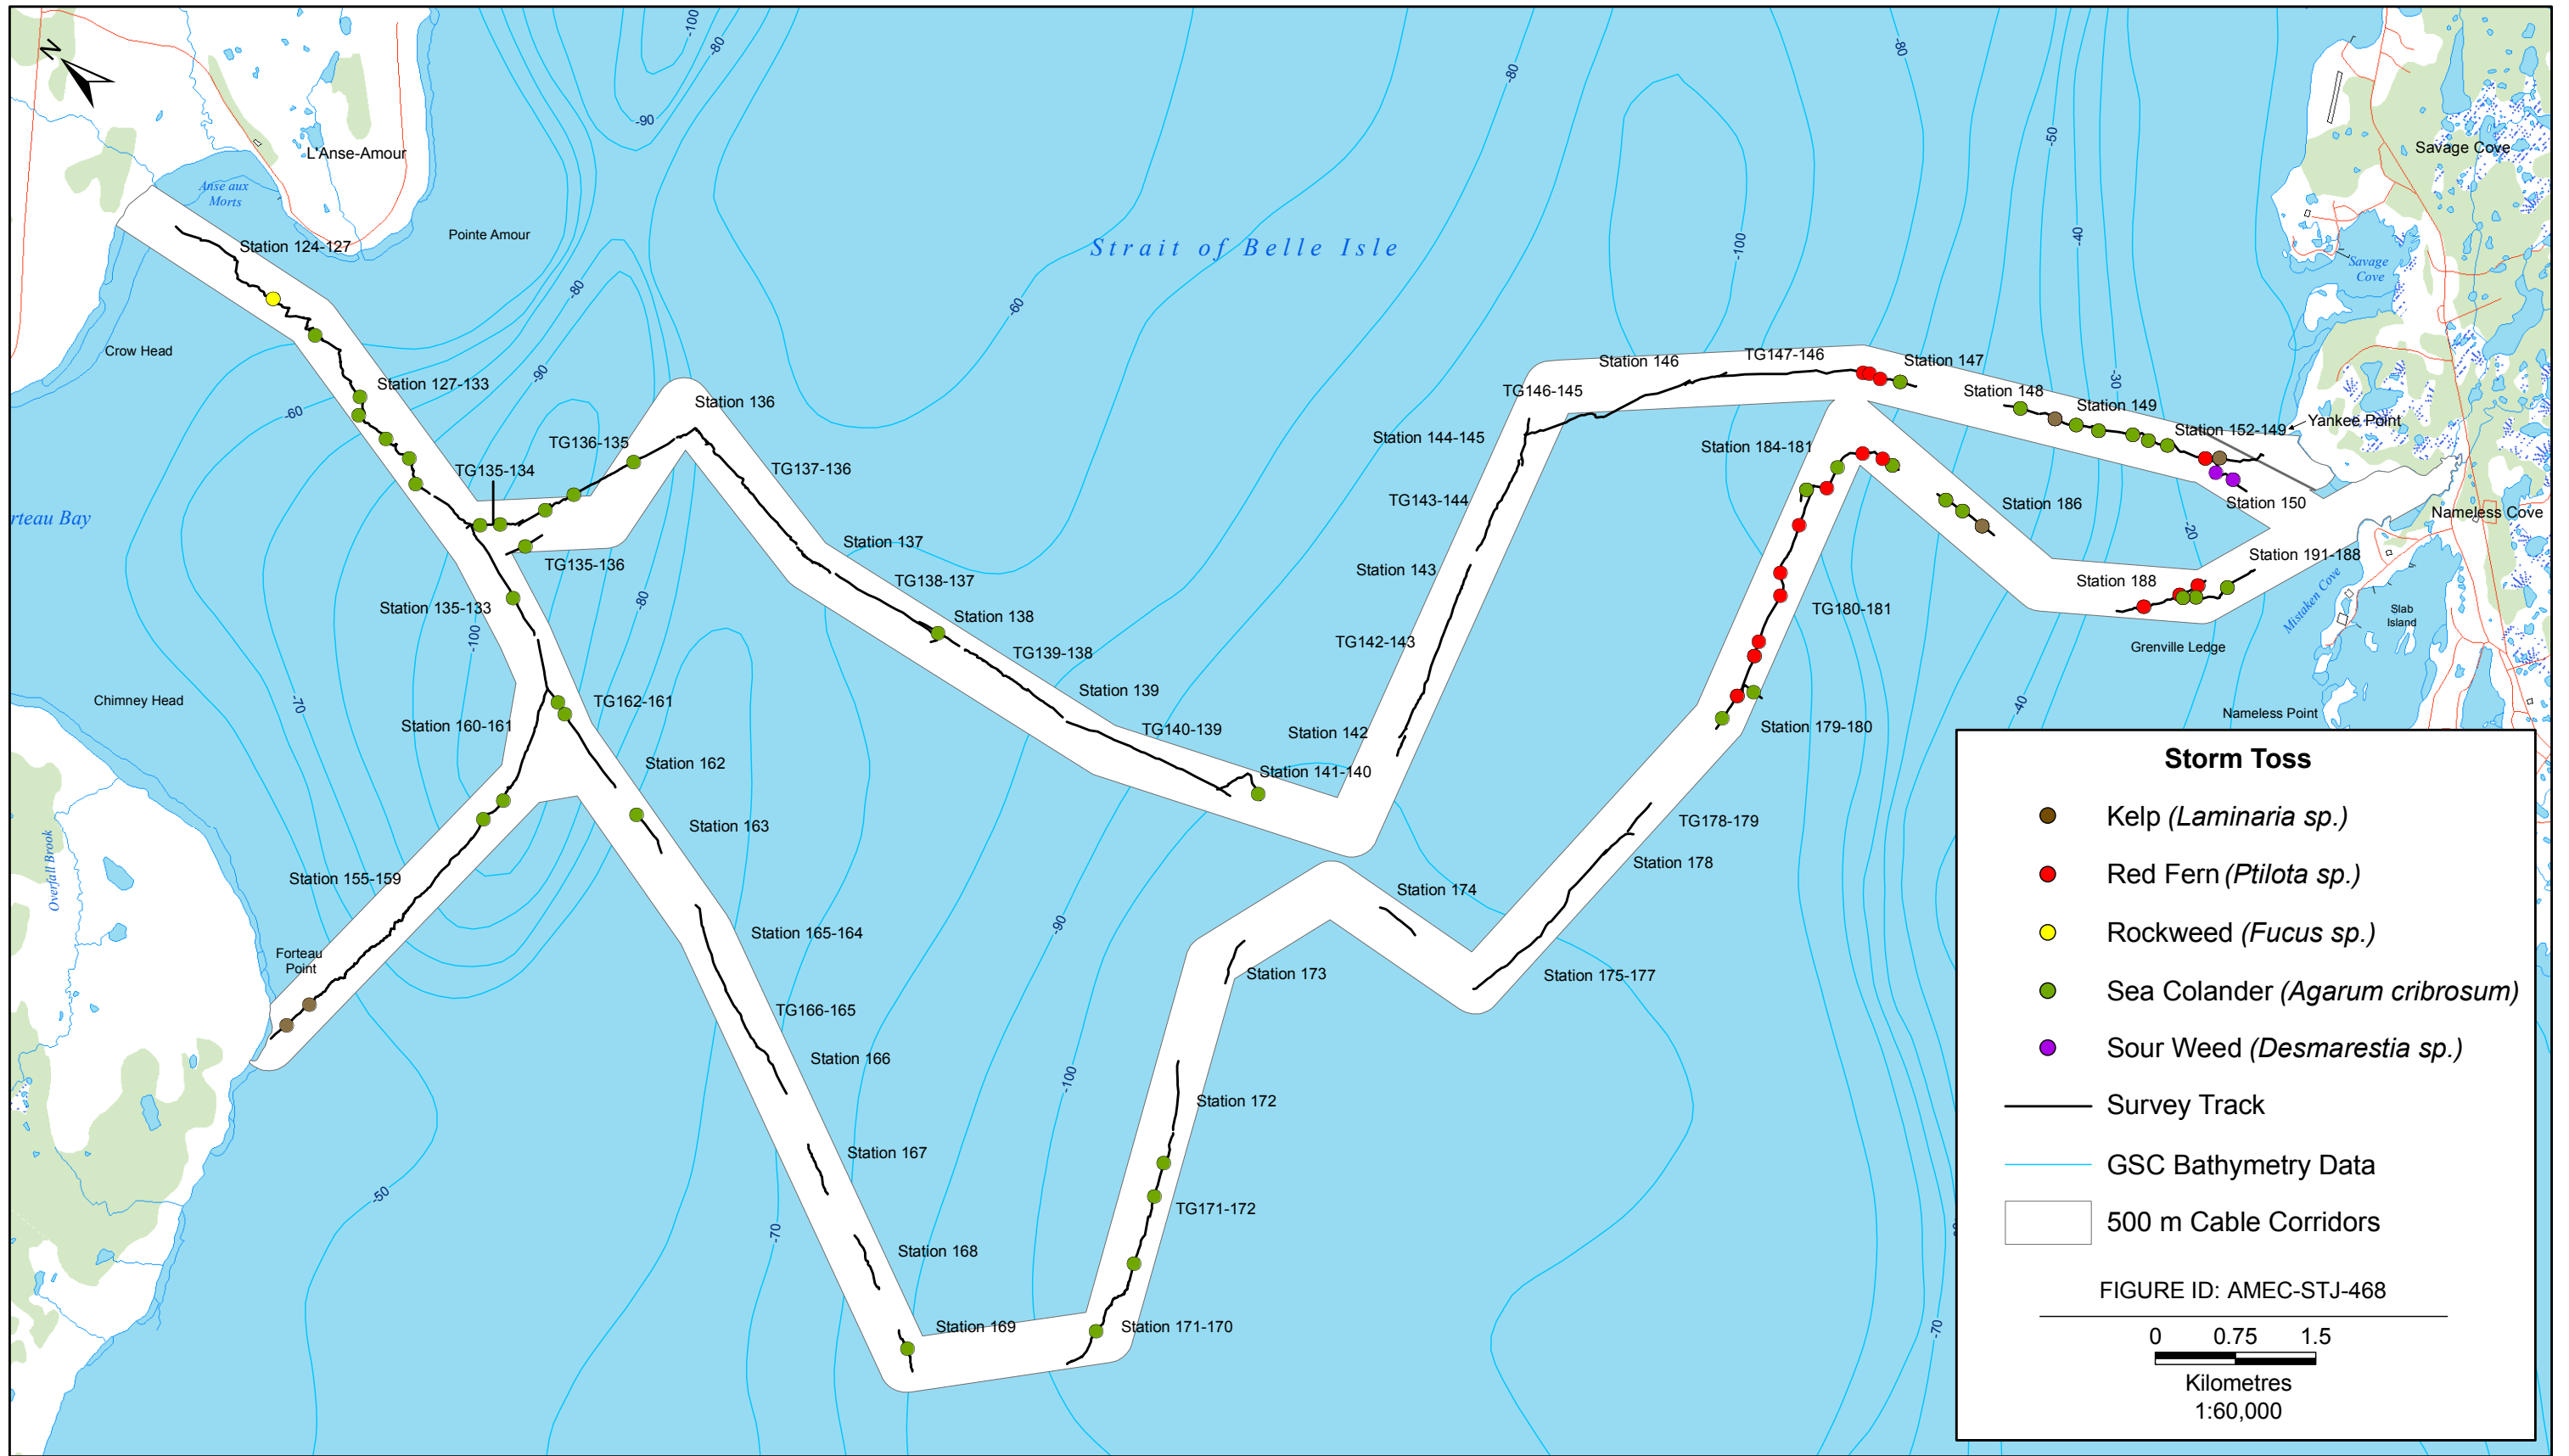 N
-100
-80
-80
-80
L'Anse-Amour
-90
-50
Savage Cove
Anse aux
Morts
Pointe Amour
Station 124-127
Strait of Belle Isle
-100
-40
Savage
Cove
-80
-60
Crow Head
Station 127-133
-90
-60
Station 136
Station 146
TG147-146
Station 147
TG146-145
Station 148
-30
Station 149
Yankee Point
Station 152-149
TG136-135
Station 144-145
Station 184-181
TG135-134
TG137-136
TG143-144
Station 186
Station 150
Nameless Cove
rteau Bay
-20
Station 137
TG135-136
TG138-137
Station 143
Station 191-188
Station 188
Mistaken Cove
Station 135-133
-80
-100
Station 138
TG180-181
Slab
Island
TG139-138
TG142-143
Grenville Ledge
Station 139
Chimney Head
TG162-161
-70
-40
Nameless Point
Station 160-161
TG140-139
Station 142
Station 179-180
Station 162
Station 141-140
Station 163
TG178-179
Station 178
Overfall Brook
Station 155-159
Station 174
Station 165-164
-90
Forteau
Point
Station 173
Station 175-177
TG166-165
Station 166
-100
Station 172
Station 167
-50
TG171-172
-70
Station 168
Station 169
Station 171-170
-70
Storm Toss
Kelp (Laminaria sp.)
Red Fern (Ptilota sp.)
Rockweed (Fucus sp.)
Sea Colander (Agarum cribrosum)
Sour Weed (Desmarestia sp.)
Survey Track
GSC Bathymetry Data
500 m Cable Corridors
FIGURE ID: AMEC-STJ-468
0 0.75 1.5
Kilometres
1:60,000